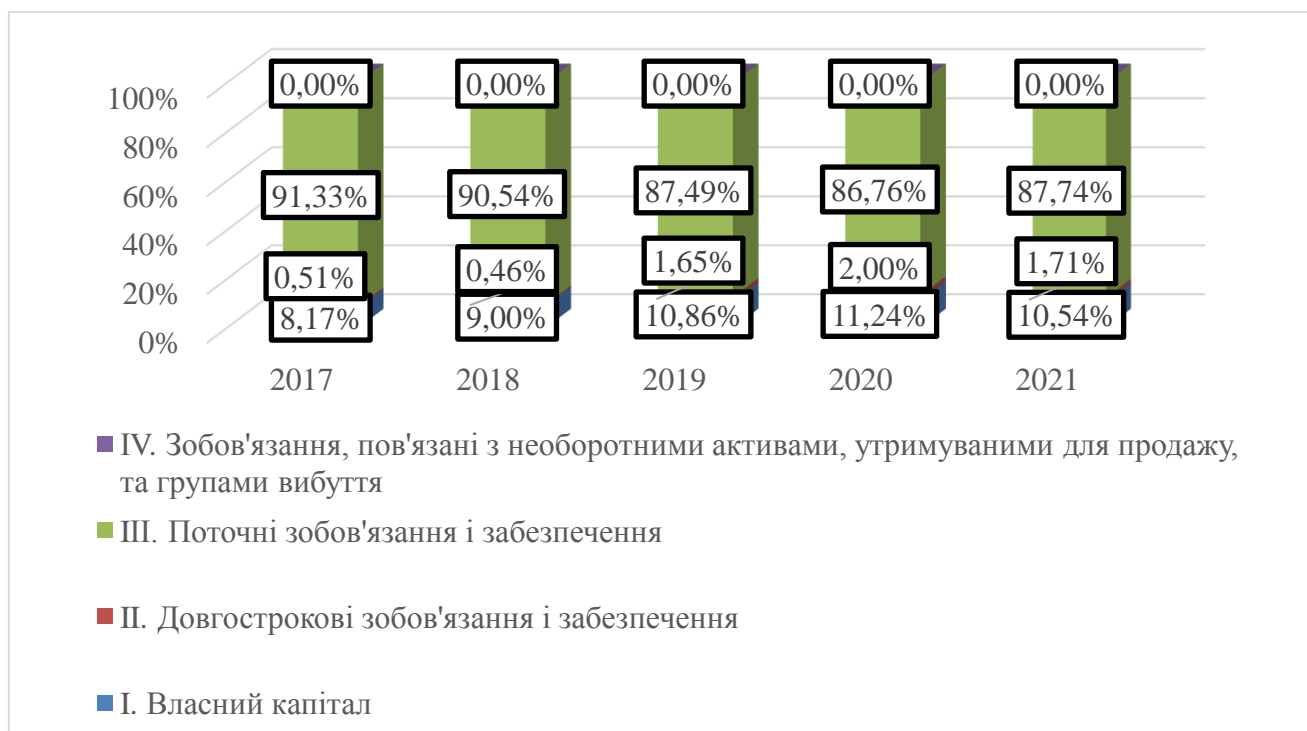 0,00% 0,00% 0,00% 0,00% 0,00%
100%
80%
60%
91,33% 90,54% 87,49% 86,76% 87,74%
40%
0,51% 0,46% 1,65% 2,00% 1,71%
20%
8,17% 9,00% 10,86% 11,24% 10,54%
0%
2017 2018 2019 2020 2021
IV. Зобов'язання, пов'язані з необоротними активами, утримуваними для продажу,
та групами вибуття
III. Поточні зобов'язання і забезпечення
II. Довгострокові зобов'язання і забезпечення
I. Власний капітал